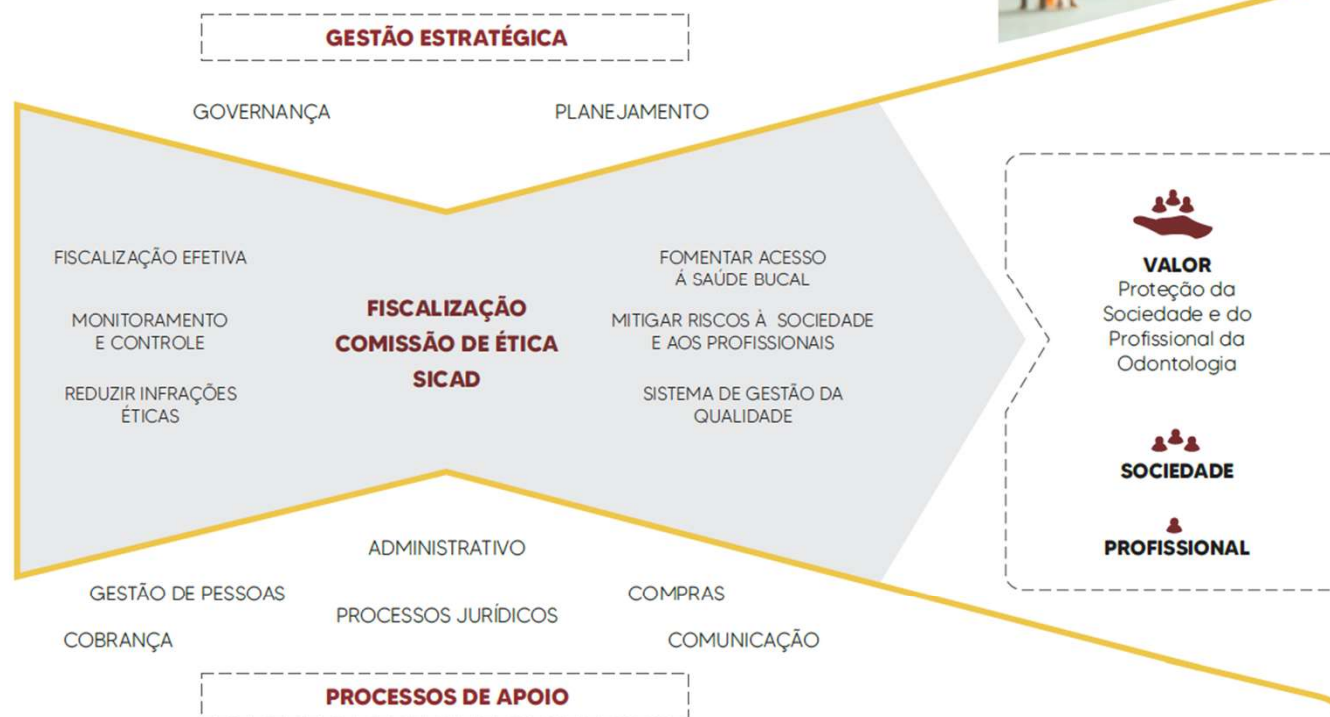 GESTÃO ESTRATÉGICA
GOVERNANÇA
PLANEJAMENTO
FISCALIZAÇÃO EFETIVA
MONITORAMENTO
E CONTROLE
REDUZIR INFRAÇÕES
ÉTICAS
FISCALIZAÇÃO
COMISSÃO DE ÉTICA
SICAD
FOMENTAR ACESSO
Á SAÚDE BUCAL
MITIGAR RISCOS À SOCIEDADE
E AOS PROFISSIONAIS
SISTEMA DE GESTÃO DA
QUALIDADE
VALOR
Proteção da
Sociedade e do
Profissional da
Odontologia
SOCIEDADE
PROFISSIONAL
ADMINISTRATIVO
GESTÃO DE PESSOAS
COMPRAS
PROCESSOS JURÍDICOS
COBRANÇA
COMUNICAÇÃO
PROCESSOS DE APOIO